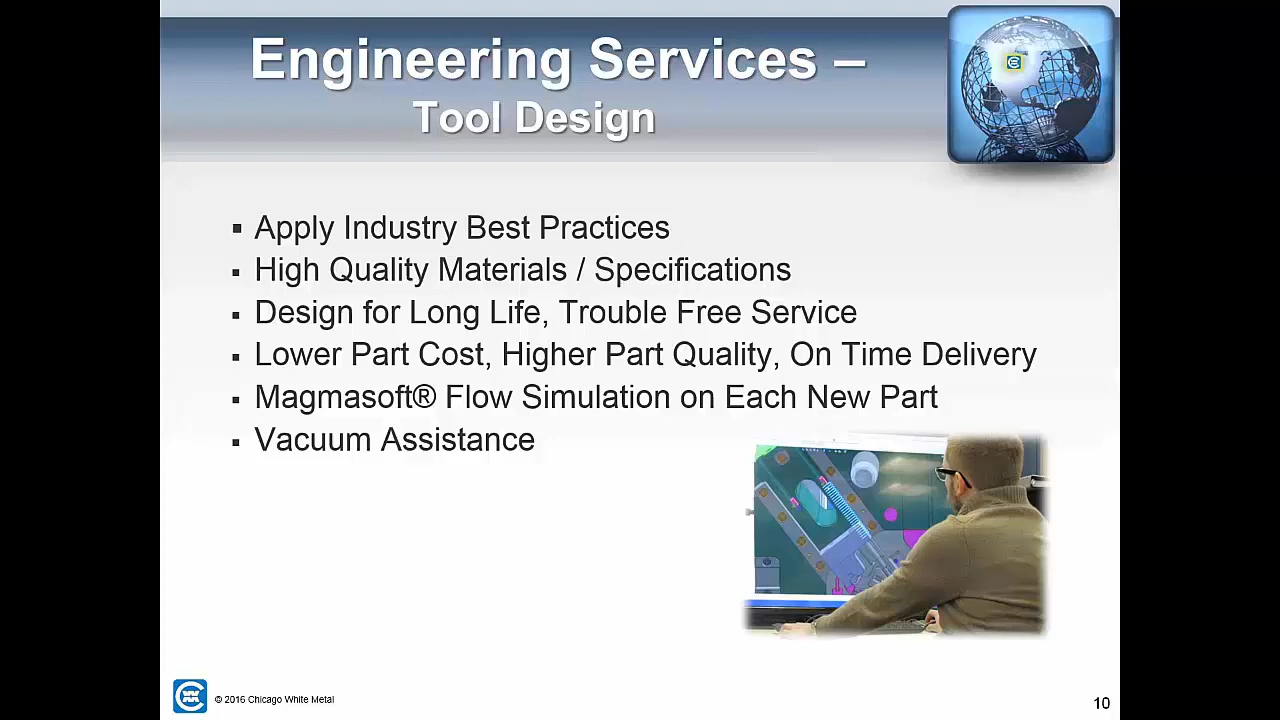 Engineering Services –
Tool Design
▪ Apply Industry Best Practices
▪ High Quality Materials / Specifications
▪ Design for Long Life, Trouble Free Service
▪ Lower Part Cost, Higher Part Quality, On Time Delivery
▪ Magmasoft® Flow Simulation on Each New Part
▪ Vacuum Assistance
© 2016 Chicago White Metal
10